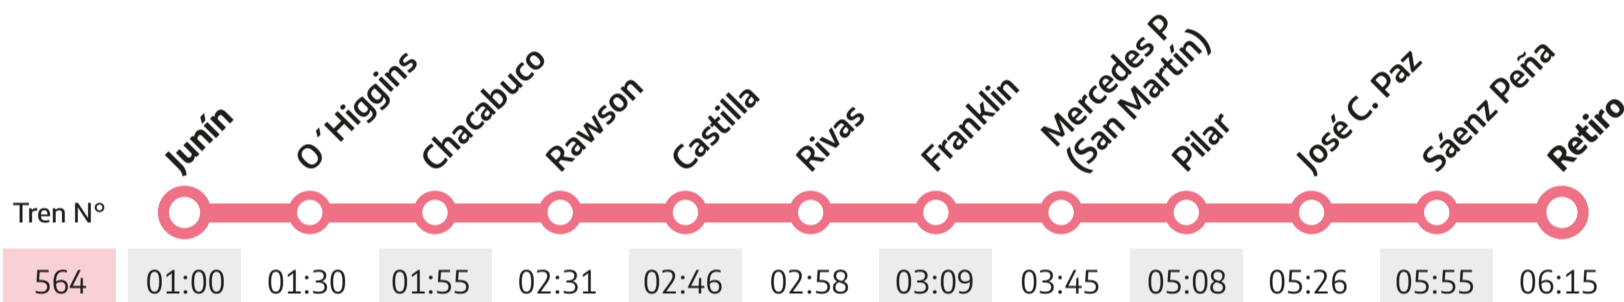 Junín
O´Higgins
Chacabuco
Rawson
Castilla
Rivas
Franklin
Mercedes P
(San Martín)
Pilar
José C. Paz
Sáenz Peña
Retiro
Tren N°
564 01:00 01:30 01:55 02:31 02:46 02:58 03:09 03:45 05:08 05:26 05:55 06:15